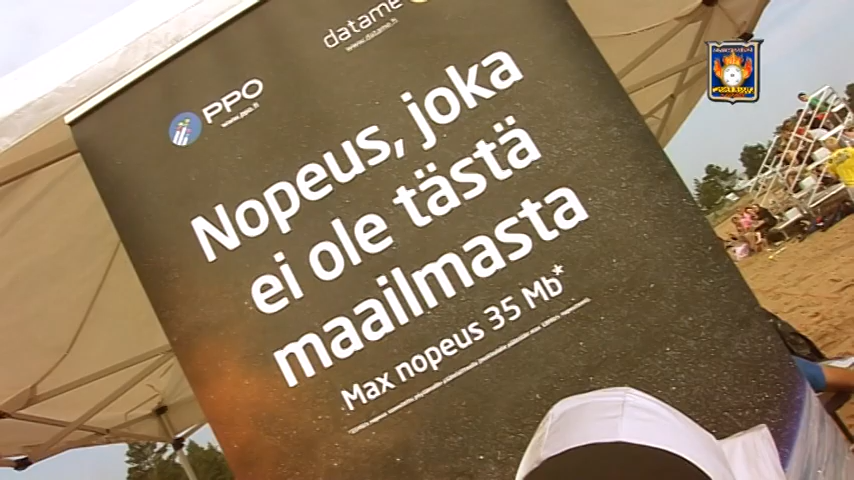 datame
www.datame.fi
PPO
www.ppo.fi
Nopeus, joka
ei ole tästä
maailmasta
Max nopeus 35 Mb*